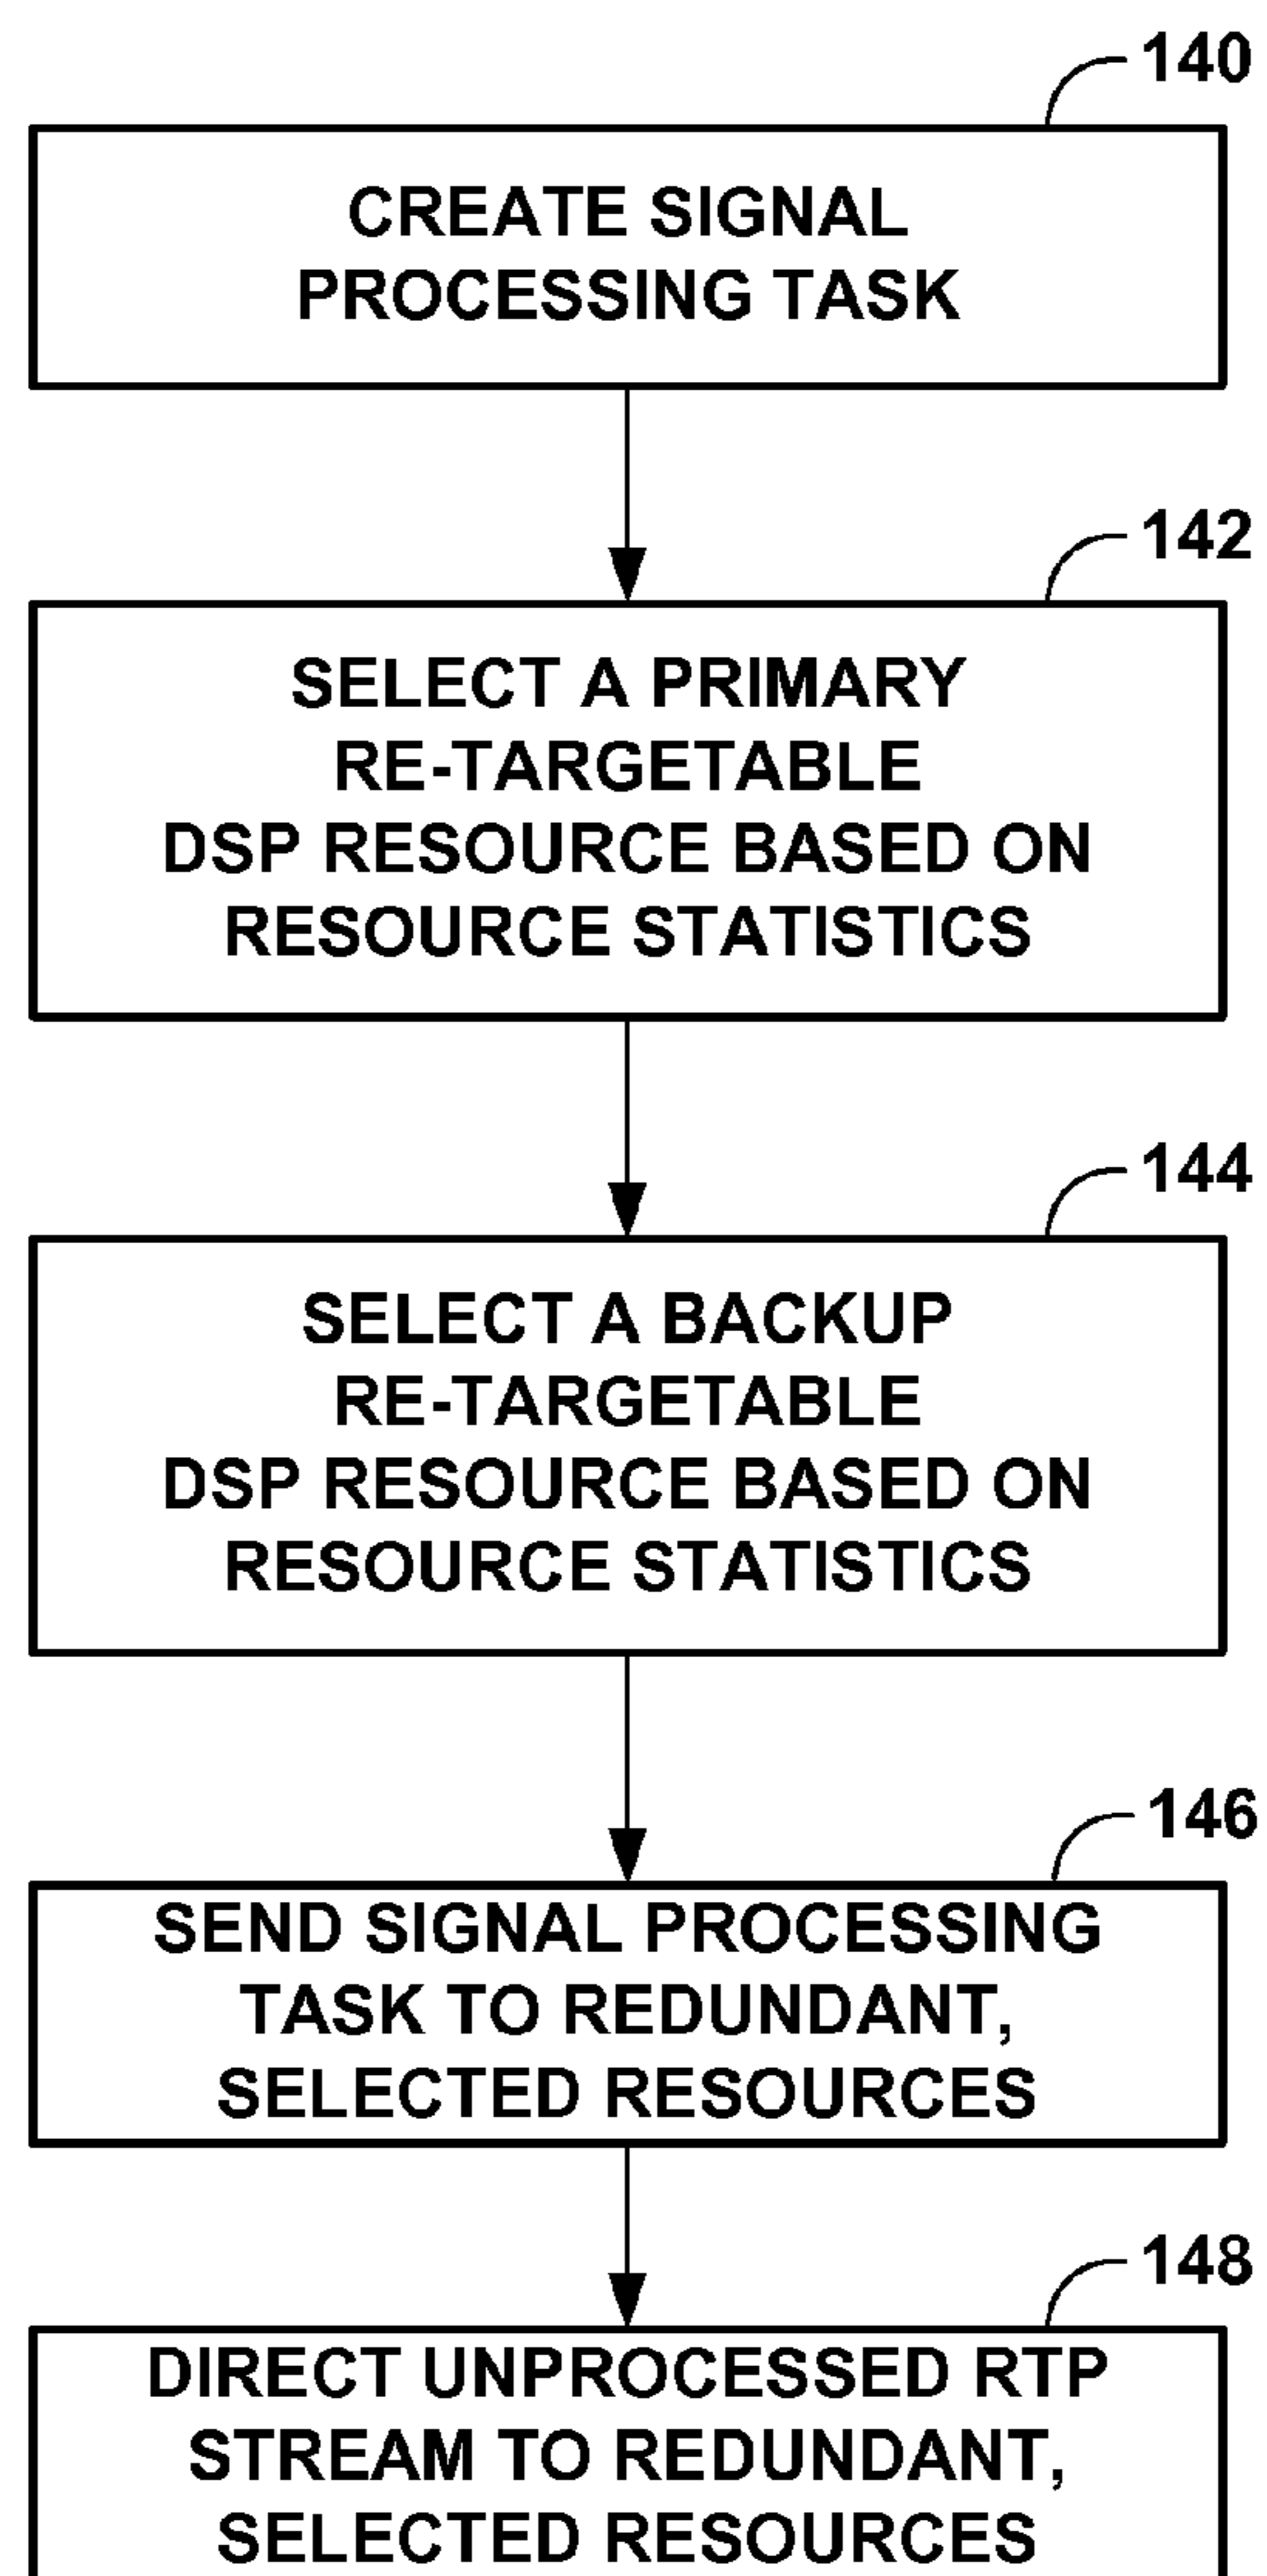 140
CREATE SIGNAL
PROCESSING TASK
142
SELECT A PRIMARY
RE-TARGETABLE
DSP RESOURCE BASED ON
RESOURCE STATISTICS
144
SELECT A BACKUP
RE-TARGETABLE
DSP RESOURCE BASED ON
RESOURCE STATISTICS
146
SEND SIGNAL PROCESSING
TASK TO REDUNDANT,
SELECTED RESOURCES
148
DIRECT UNPROCESSED RTP
STREAM TO REDUNDANT,
SELECTED RESOURCES